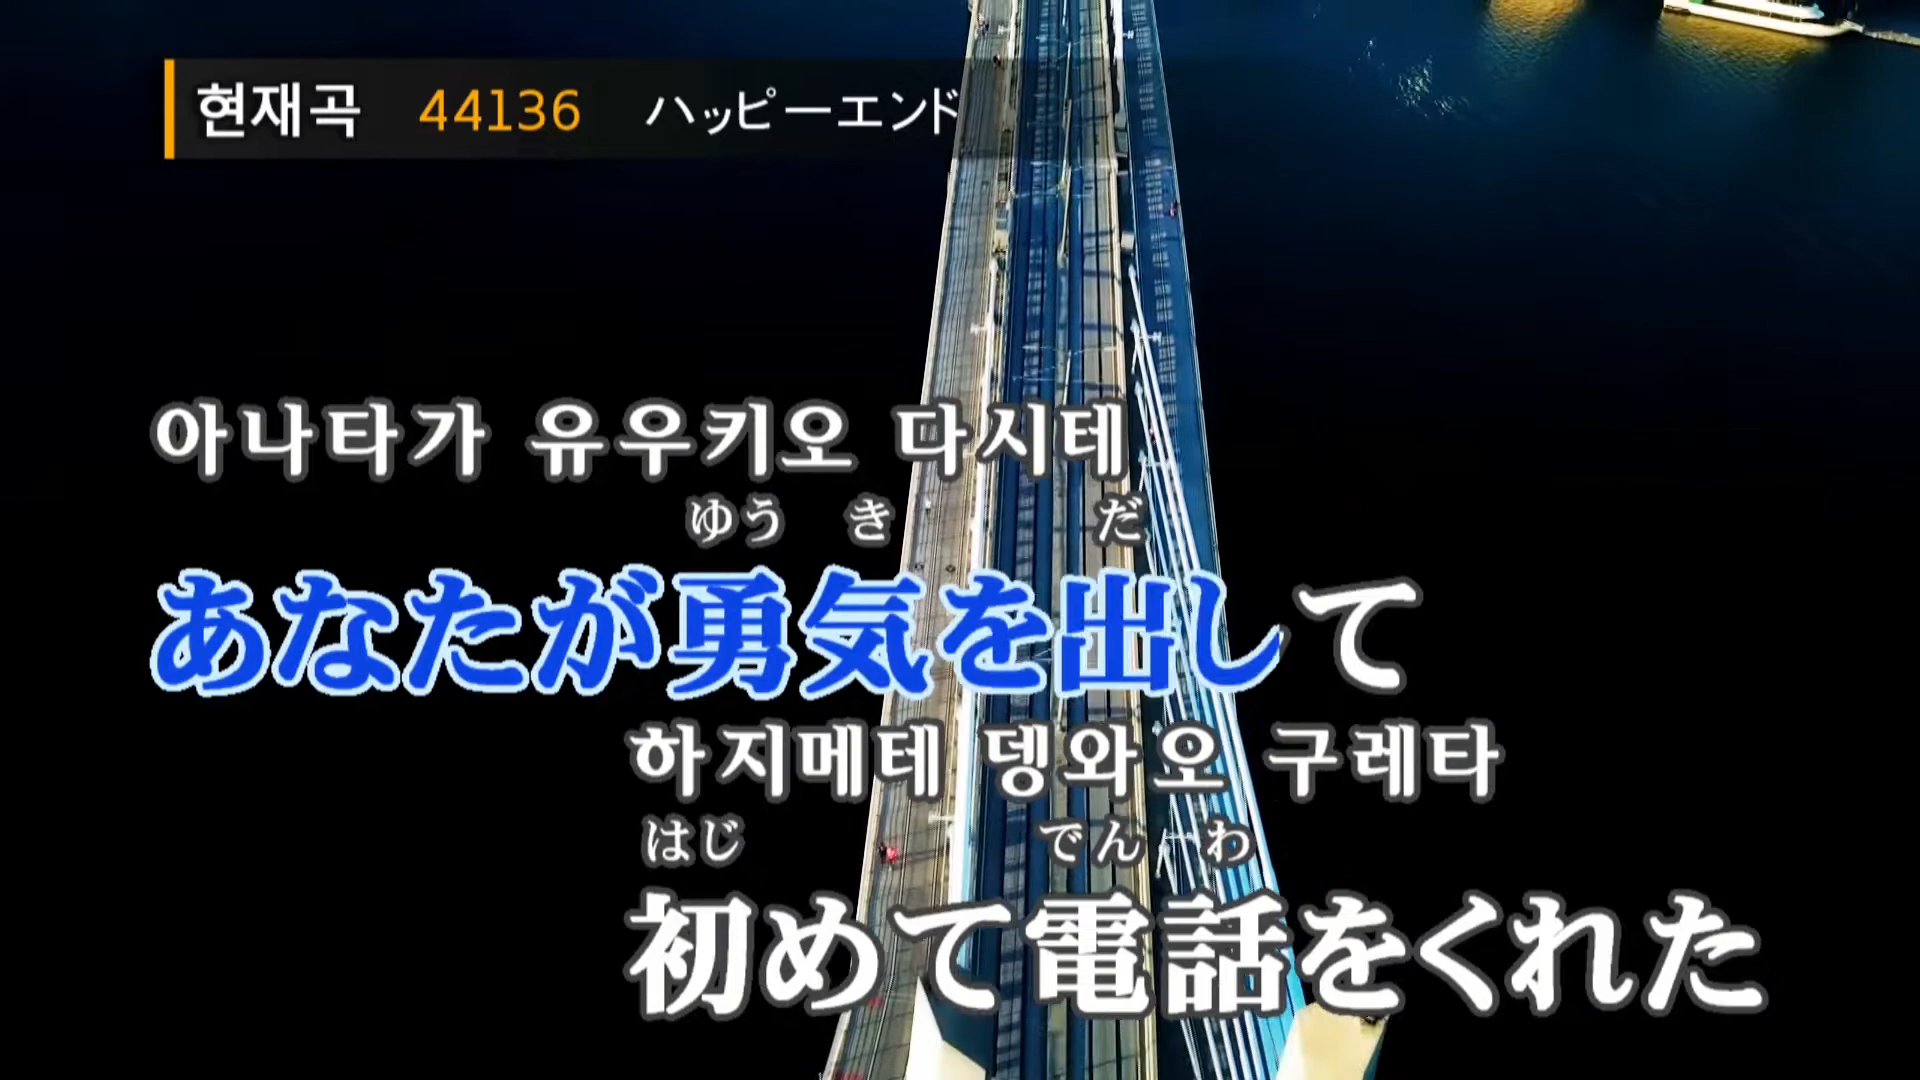 현재곡 44136 ハッピーエンド
아나타가 유우키오 다시테
ゆう き だ
あなたが勇気を出して
하지메테 뎅와오 구레타
はじ でん わ
初めて電話をくれた